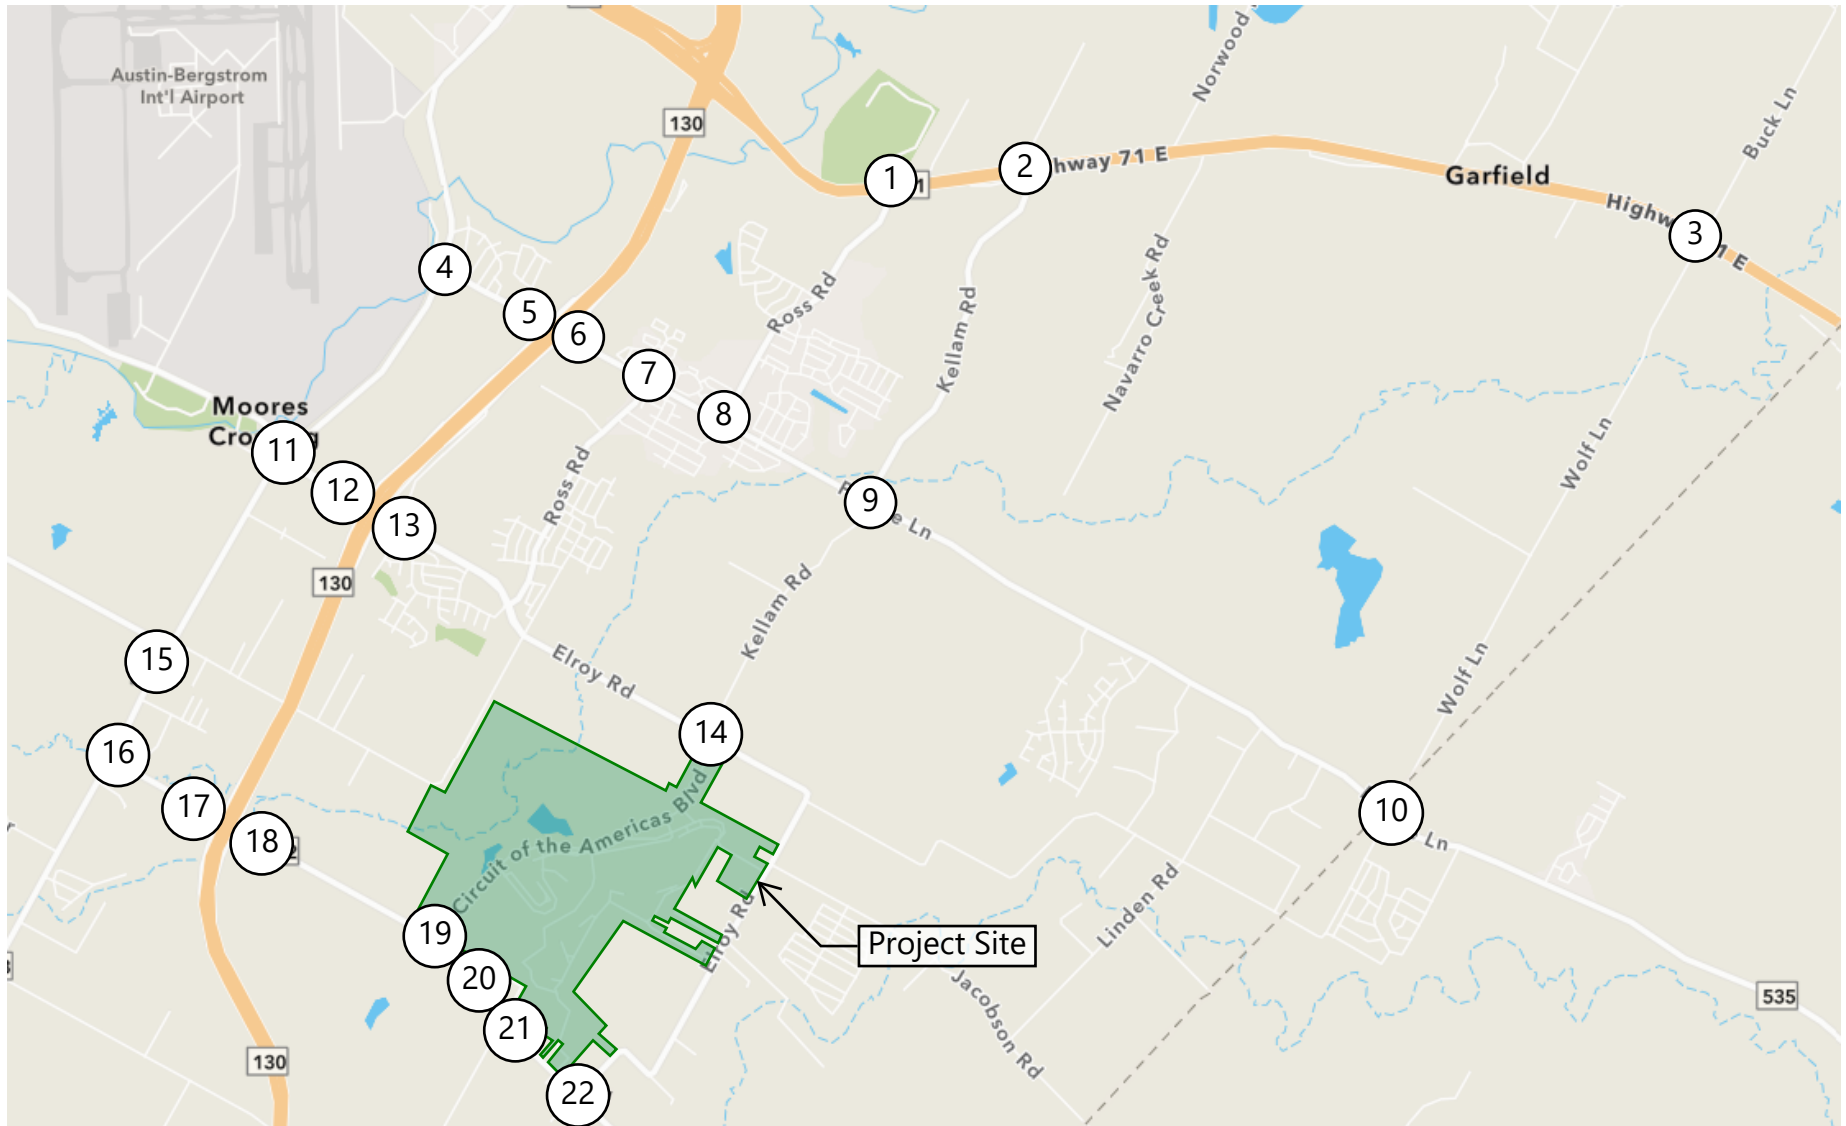 Austin-Bergstrom
Int'l Airport
130
Norwood
Buck Ln
1
2
hway 71 E
Garfield
Highw
3
1 E
4
5
6
7
8
Ross Rd
Kellam Rd
Navarro Creek Rd
Moores
Cro
g
11
12
13
Ross Rd
9
e Ln
Wolf Ln
130
15
Elroy Rd
Kellam Rd
Wolf Ln
16
17
18
2
14
Circuit of the Americas Blvd
10
Ln
19
20
21
22
Elroy Rd
Project Site
Linden Rd
Jacobson Rd
535
130